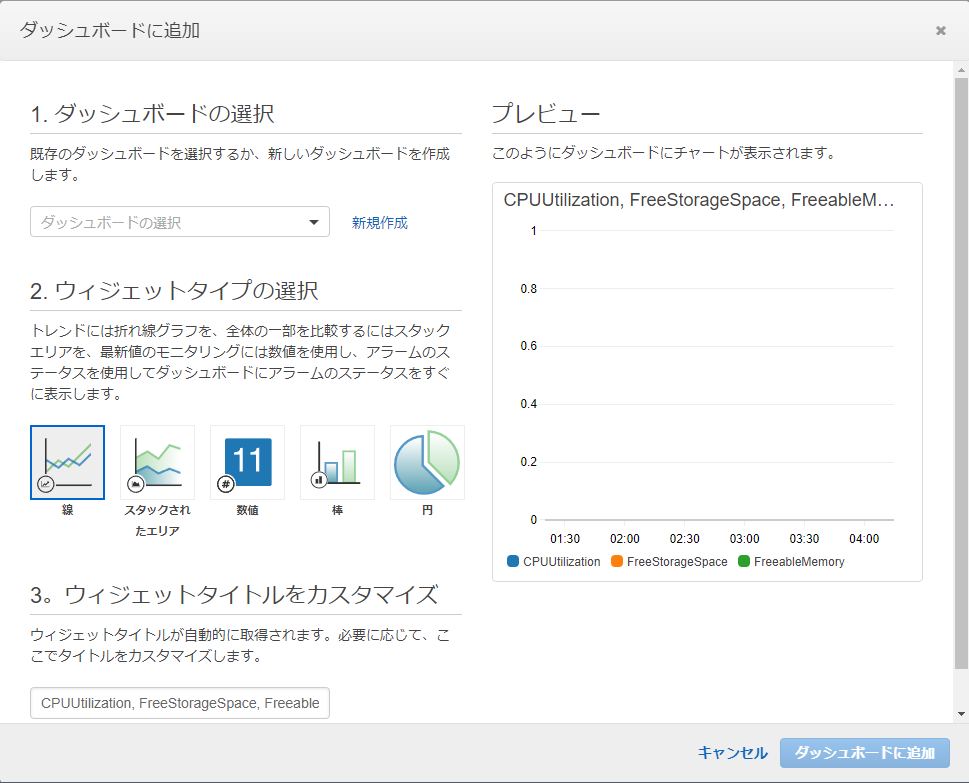 ダッシュボードに追加
×
1. ダッシュボードの選択
既存のダッシュボードを選択するか、新しいダッシュボードを作成
します。
ダッシュボードの選択
新規作成
2. ウィジェットタイプの選択
トレンドには折れ線グラフを、全体の一部を比較するにはスタック
エリアを、最新値のモニタリングには数値を使用し、アラームのス
テータスを使用してダッシュボードにアラームのステータスをすぐ
に表示します。
11
#
線
スタックされ
たエリア
数値
棒
円
3。ウィジェットタイトルをカスタマイズ
ウィジェットタイトルが自動的に取得されます。必要に応じて、こ
こでタイトルをカスタマイズします。
CPUUtilization, FreeStorageSpace, Freeable
プレビュー
このようにダッシュボードにチャートが表示されます。
CPUUtilization, FreeStorageSpace, FreeableM…
1
0.8
0.6
0.4
0.2
0
01:30 02:00 02:30 03:00 03:30 04:00
CPUUtilization FreeStorageSpace FreeableMemory
キャンセル
ダッシュボードに追加